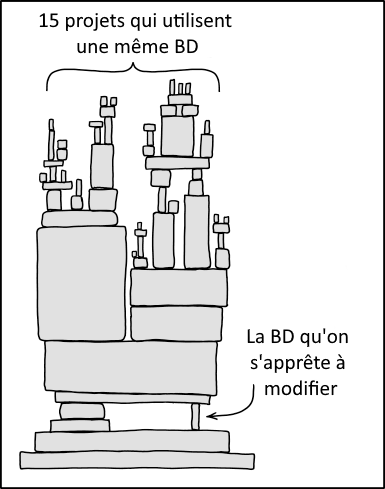 15 projets qui utilisent
une même BD
La BD qu'on
s'apprête à
modifier